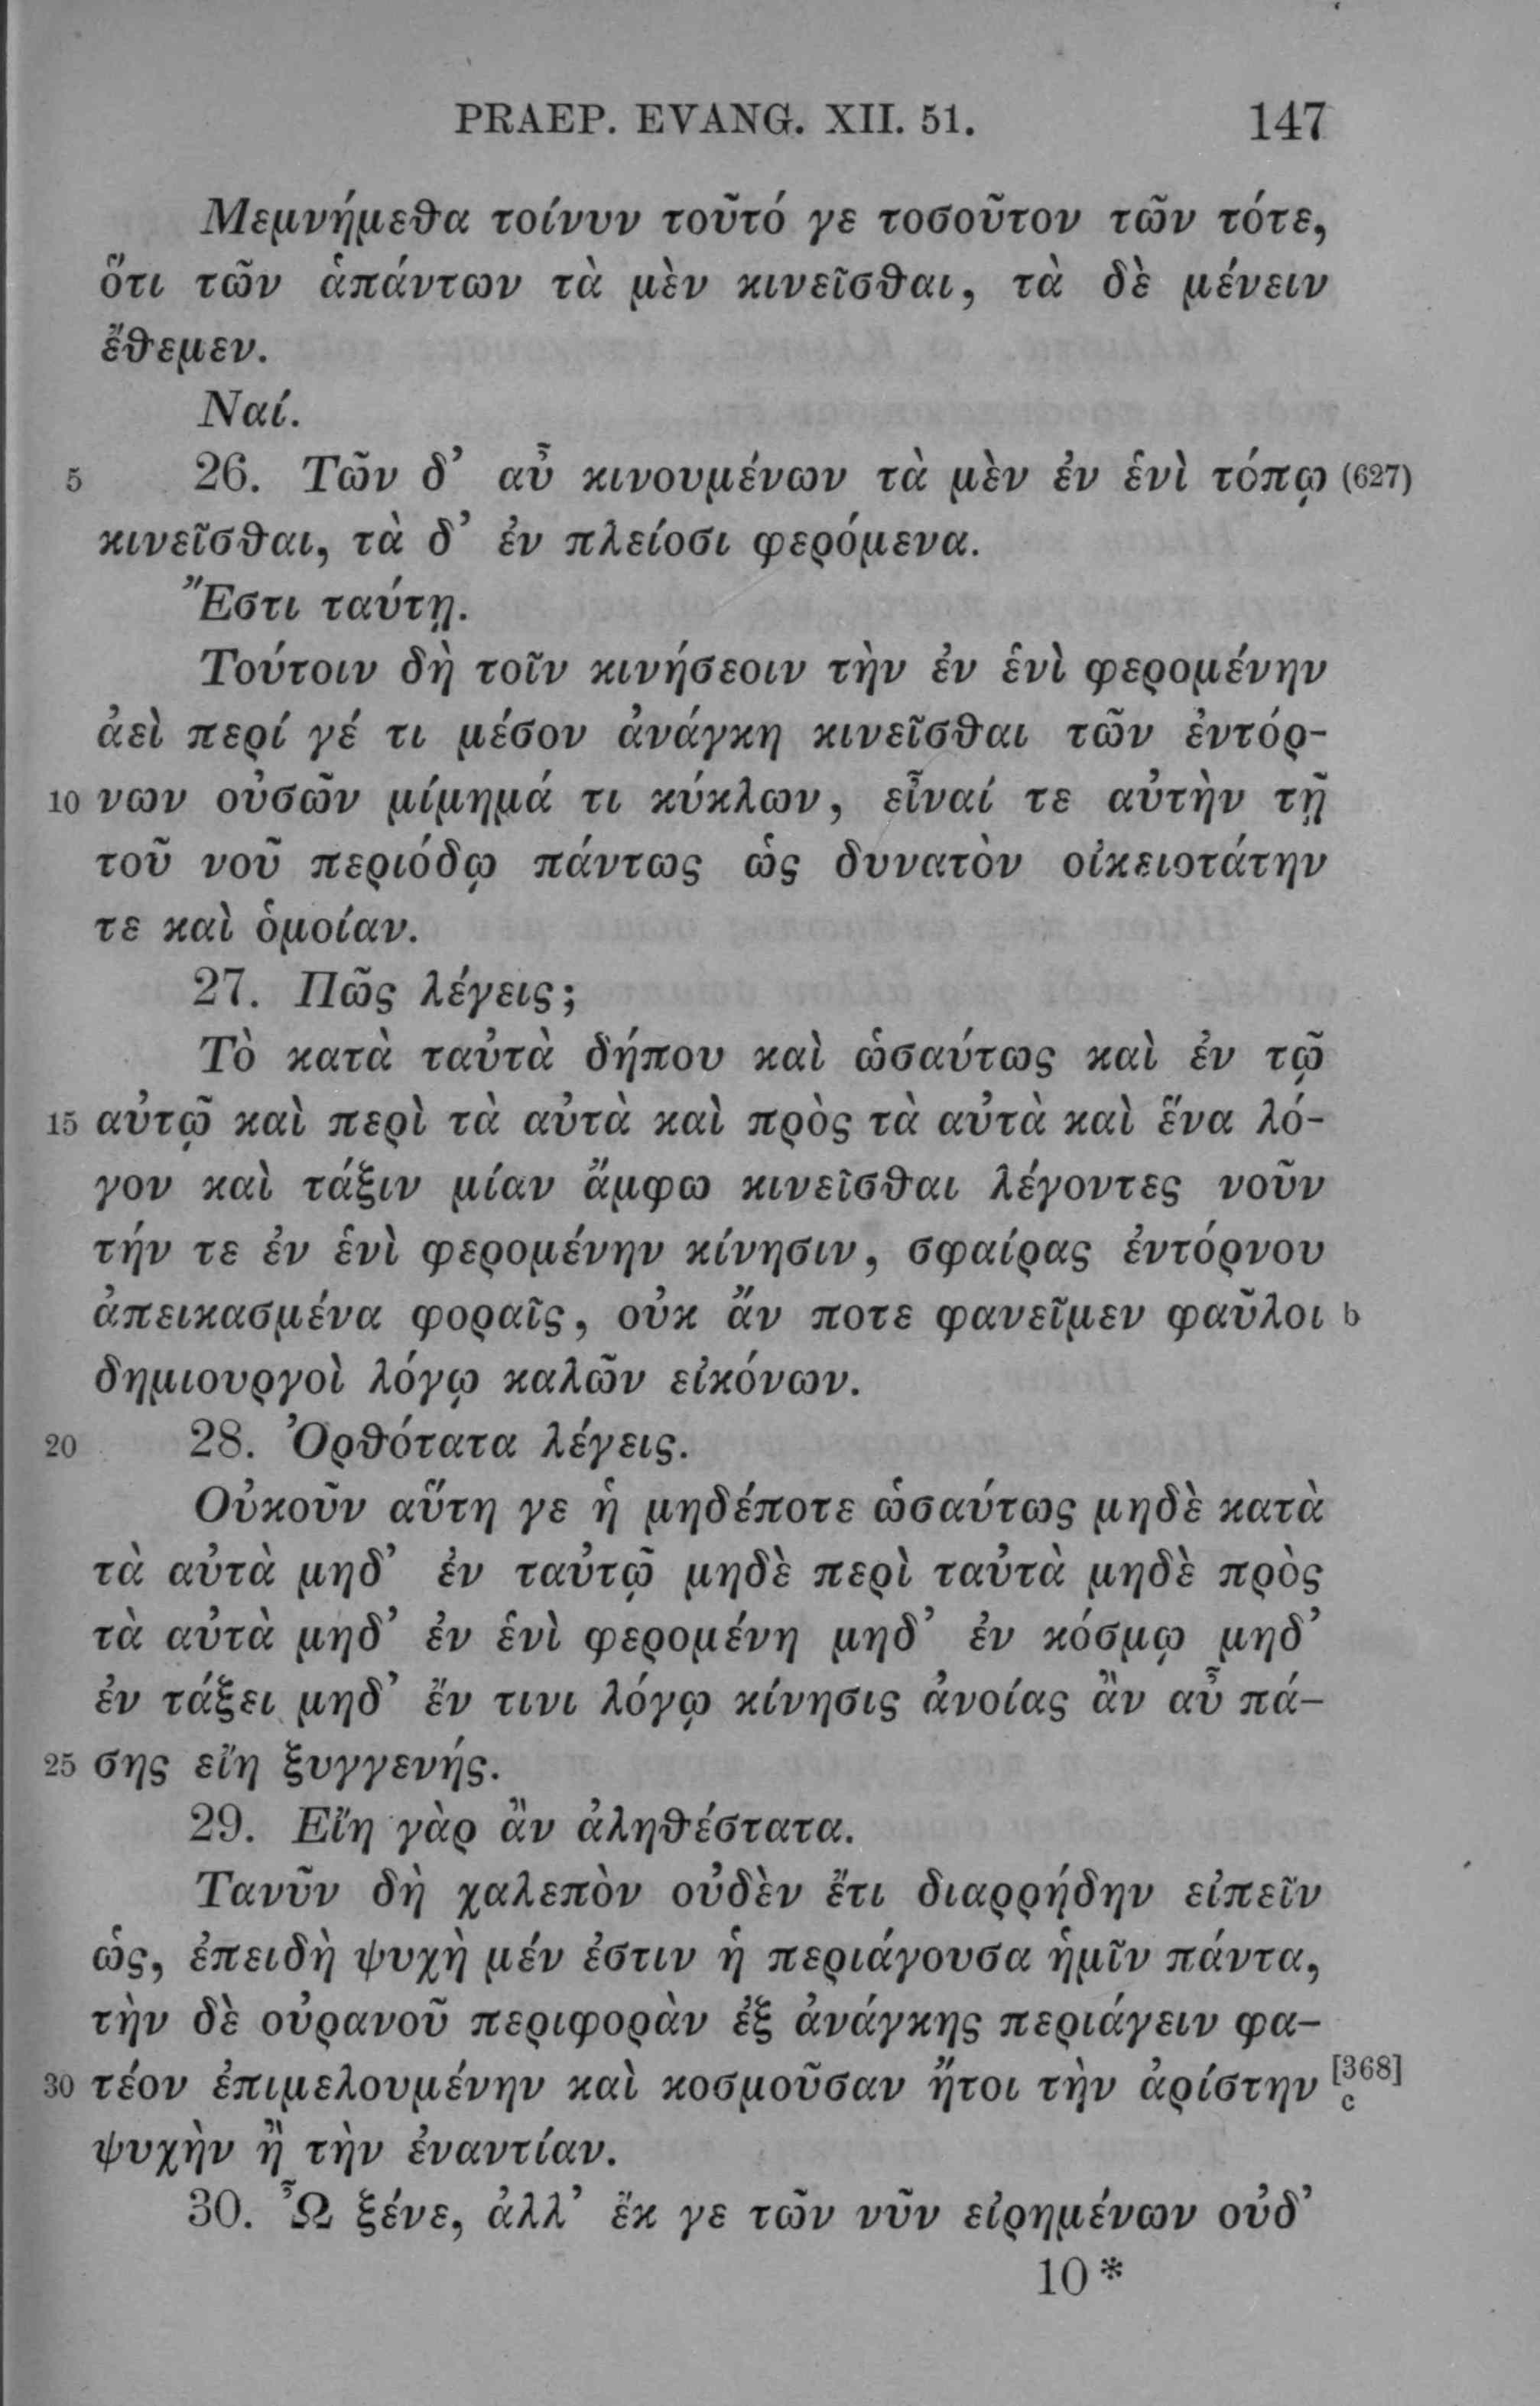 PRAEP. EVANG. XII. 51. 147
Μεμνήμεθα τοίνυν τοῦτό γε τοσοῦτον τῶν τότε,
ὅτι τῶν ἁπάντων τὰ μὲν κινεῖσθαι, τὰ δὲ μένειν
ἔθεμεν.
Ναί.
5 26. Τῶν δ’ αὖ κινουμένων τὰ μὲν ἐν ἑνὶ τόπῳ (627)
κινεῖσθαι, τὰ δ’ ἐν πλείοσι φερόμενα.
Ἔστι ταύτῃ.
Τούτοιν δὴ τοῖν κινήσεοιν τὴν ἐν ἑνὶ φερομένην
ἀεὶ περί γέ τι μέσον ἀνάγκη κινεῖσθαι τῶν ἐντόρ-
10 νων οὐσῶν μίμημά τι κύκλων, εἶναί τε αὐτὴν τῇ
τοῦ νοῦ περιόδῳ πάντως ὡς δυνατὸν οἰκειοτάτην
τε καὶ ὁμοίαν.
27. Πῶς λέγεις;
Τὸ κατὰ ταὐτὰ δήπου καὶ ὡσαύτως καὶ ἐν τῷ
15 αὐτῷ καὶ περὶ τὰ αὐτὰ καὶ πρὸς τὰ αὐτὰ καὶ ἕνα λό-
γον καὶ τάξιν μίαν ἄμφω κινεῖσθαι λέγοντες νοῦν
τήν τε ἐν ἑνὶ φερομένην κίνησιν, σφαίρας ἐντόρνου
ἀπεικασμένα φοραῖς, οὐκ ἄν ποτε φανεῖμεν φαῦλοι b
δημιουργοὶ λόγῳ καλῶν εἰκόνων.
20 28. Ὀρθότατα λέγεις.
Οὐκοῦν αὕτη γε ἡ μηδέποτε ὡσαύτως μηδὲ κατὰ
τὰ αὐτὰ μηδ’ ἐν ταὐτῷ μηδὲ περὶ ταὐτὰ μηδὲ πρὸς
τὰ αὐτὰ μηδ’ ἐν ἑνὶ φερομένη μηδ’ ἐν κόσμῳ μηδ’
ἐν τάξει μηδ’ ἔν τινι λόγῳ κίνησις ἀνοίας ἂν αὖ πά-
25 σης εἴη ξυγγενής.
29. Εἴη γὰρ ἂν ἀληθέστατα.
Τανῦν δὴ χαλεπὸν οὐδὲν ἔτι διαρρήδην εἰπεῖν
ὡς, ἐπειδὴ ψυχὴ μέν ἐστιν ἡ περιάγουσα ἡμῖν πάντα,
τὴν δὲ οὐρανοῦ περιφορὰν ἐξ ἀνάγκης περιάγειν φα-
30 τέον ἐπιμελουμένην καὶ κοσμοῦσαν ἤτοι τὴν ἀρίστην [368] c
ψυχὴν ἢ τὴν ἐναντίαν.
30. Ὦ ξένε, ἀλλ’ ἔκ γε τῶν νῦν εἰρημένων οὐδ’
10*